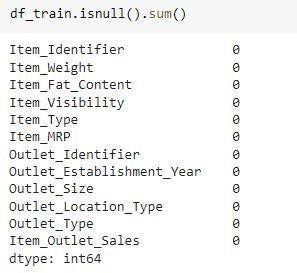 df_train.isnull().sum()
Item_Identifier 0
Item_Weight 0
Item_Fat_Content 0
Item_Visibility 0
Item_Type 0
Item_MRP 0
Outlet_Identifier 0
Outlet_Establishment_Year 0
Outlet_Size 0
Outlet_Location_Type 0
Outlet_Type 0
Item_Outlet_Sales 0
dtype: int64